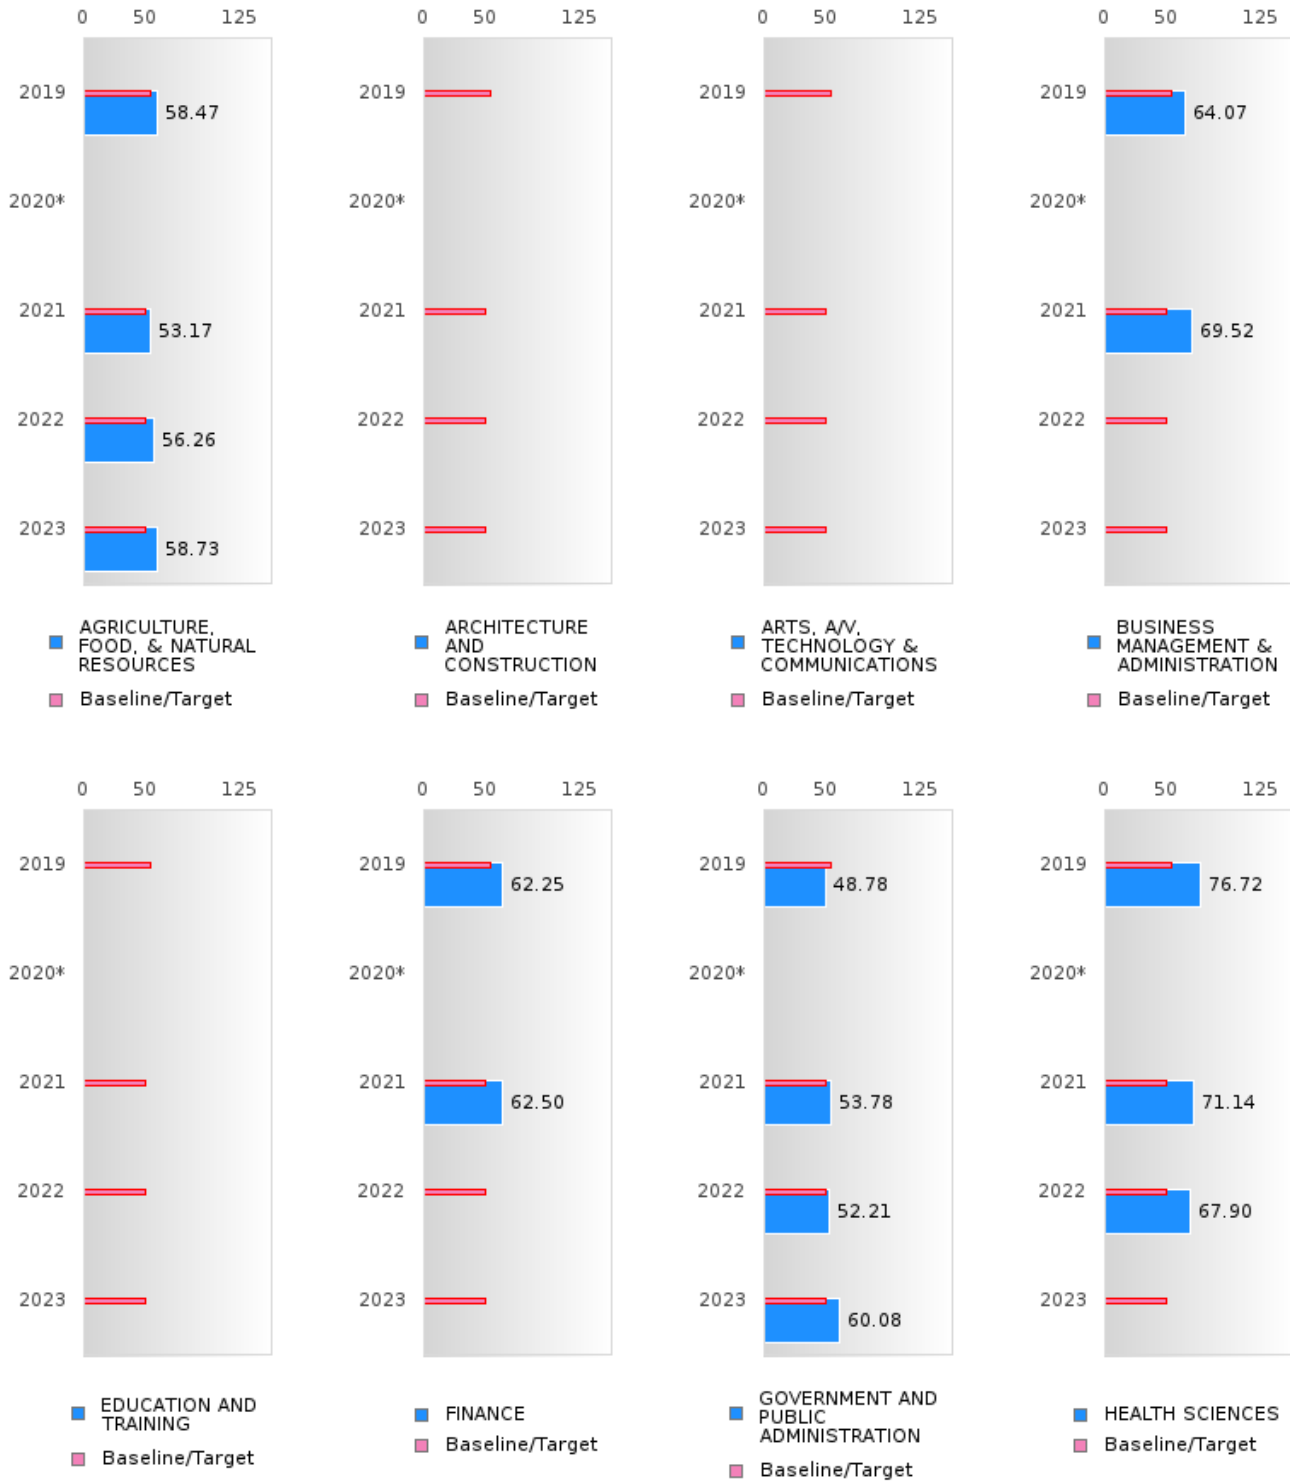 0 50 125
2019
58.47
2020*
2021
53.17
2022
56.26
2023
58.73
AGRICULTURE,
FOOD, & NATURAL
RESOURCES
Baseline/Target
0 50 125
2019
2020*
2021
2022
2023
ARCHITECTURE
AND
CONSTRUCTION
Baseline/Target
0 50 125
2019
2020*
2021
2022
2023
ARTS, A/V,
TECHNOLOGY &
COMMUNICATIONS
Baseline/Target
0 50 125
2019
64.07
2020*
2021
69.52
2022
2023
BUSINESS
MANAGEMENT &
ADMINISTRATION
Baseline/Target
0 50 125
2019
2020*
2021
2022
2023
EDUCATION AND
TRAINING
Baseline/Target
0 50 125
2019
62.25
2020*
2021
62.50
2022
2023
FINANCE
Baseline/Target
0 50 125
2019
48.78
2020*
2021
53.78
2022
52.21
2023
60.08
GOVERNMENT AND
PUBLIC
ADMINISTRATION
Baseline/Target
0 50 125
2019
76.72
2020*
2021
71.14
2022
67.90
2023
HEALTH SCIENCES
Baseline/Target